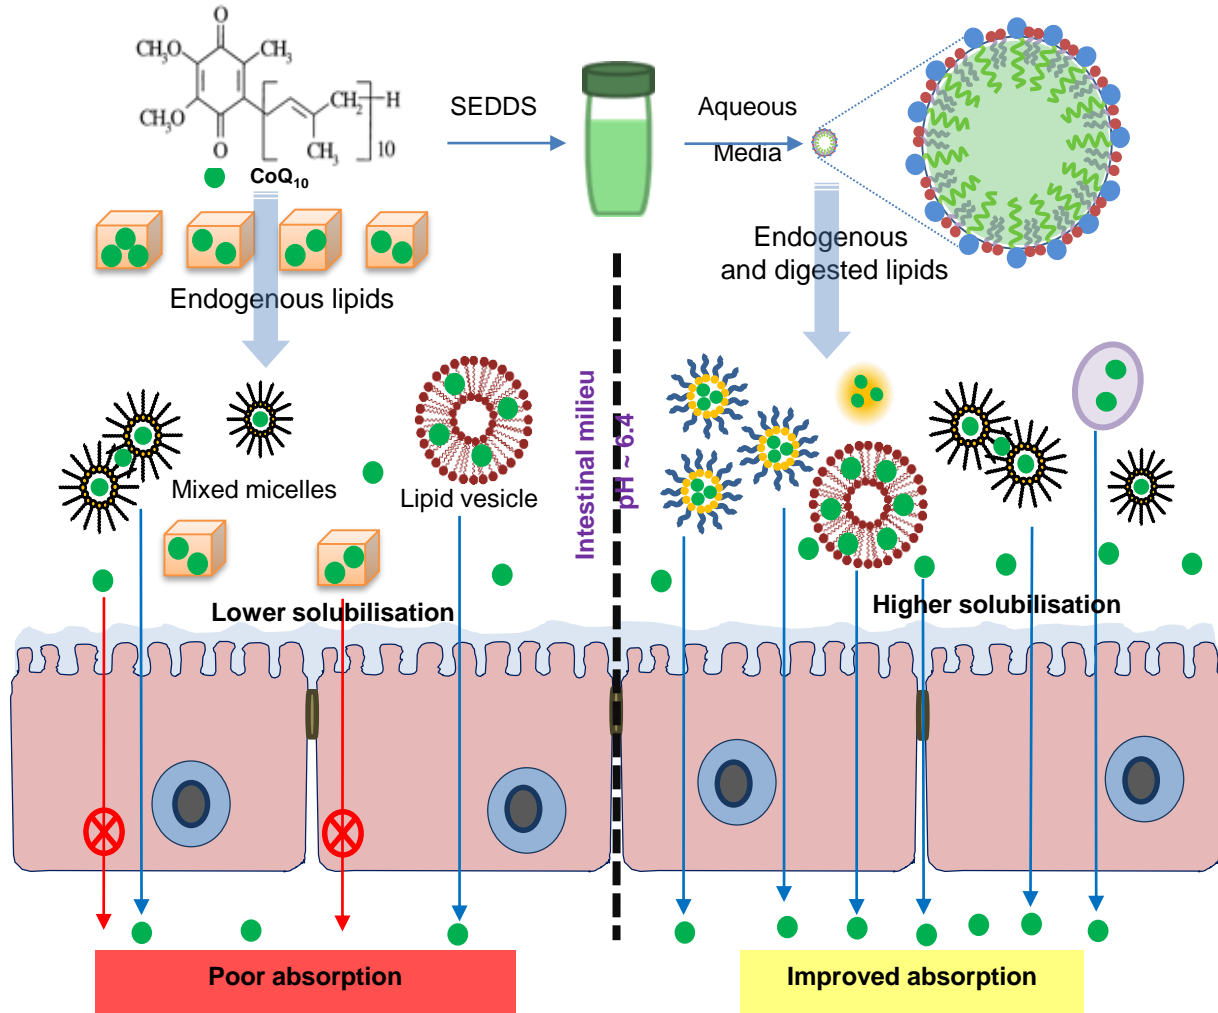 O
CH₃O
CH₃
CH₂
H
CH₃O
CH₃
10
O
CoQ₁₀
SEDDS
Aqueous
Media
Endogenous lipids
Endogenous
and digested lipids
Mixed micelles
Lipid vesicle
Intestinal milieu
pH ~ 6.4
Lower solubilisation
Higher solubilisation
Poor absorption
Improved absorption